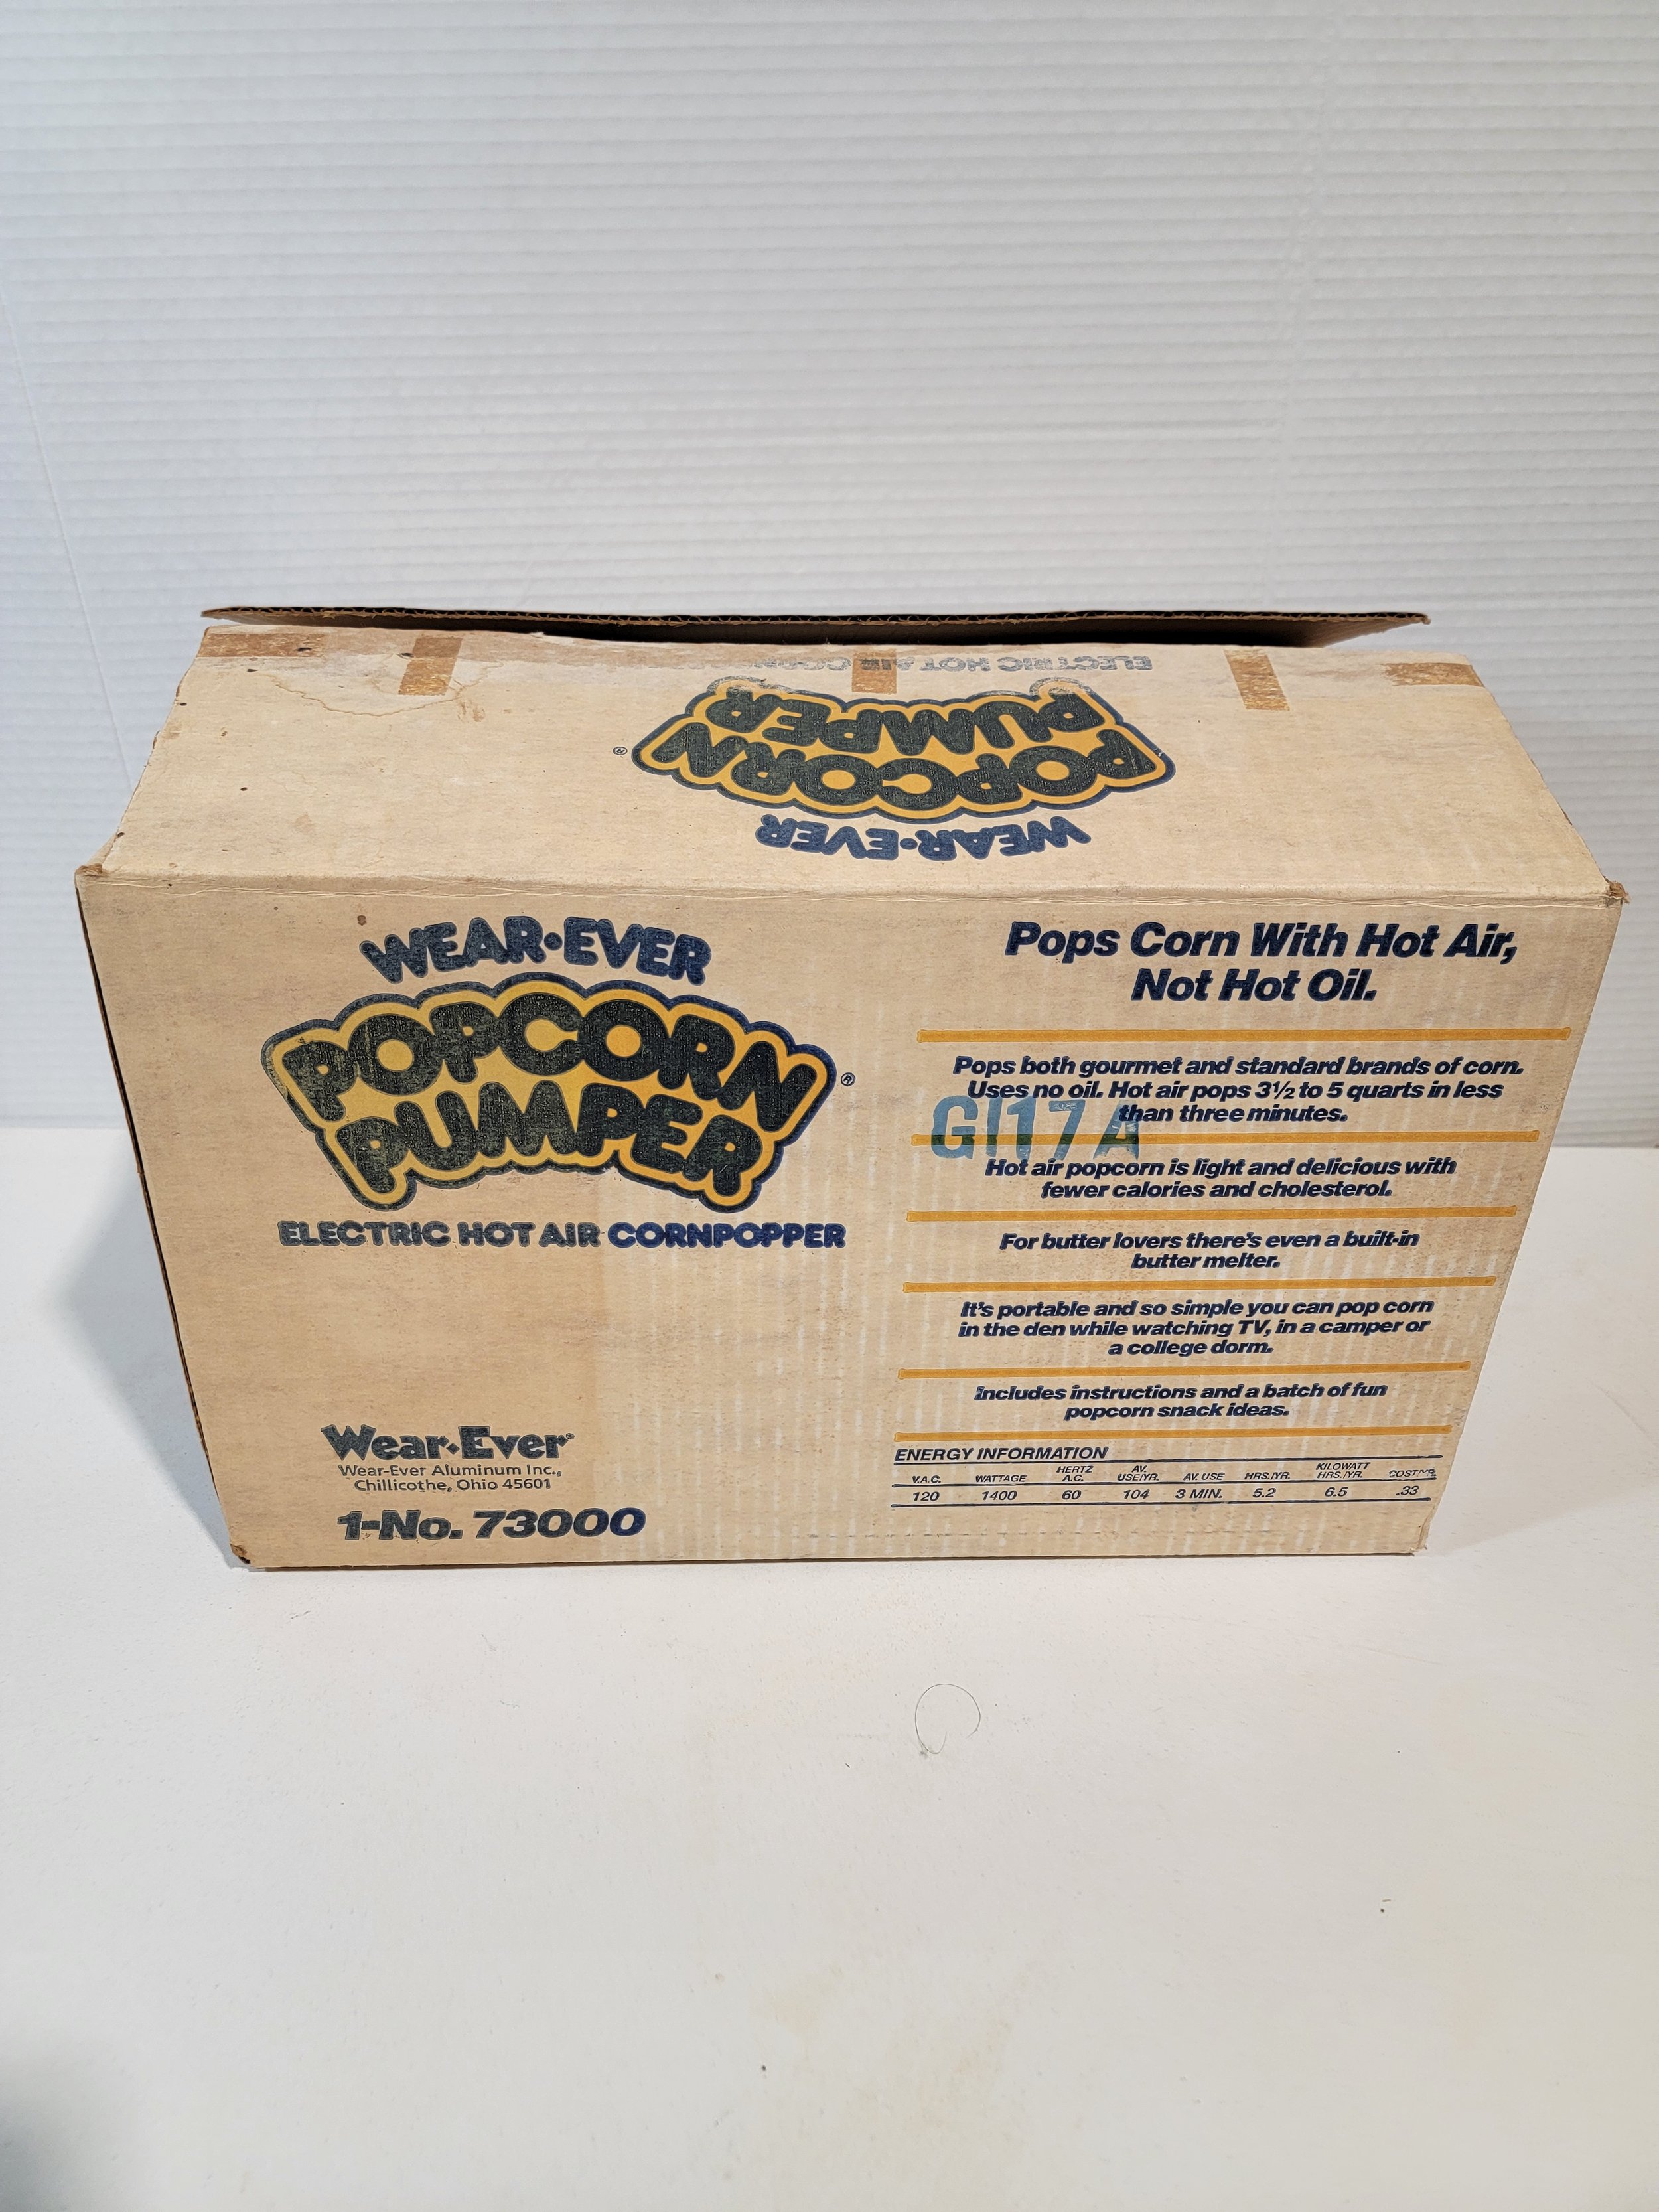 ELECTRIC HOT AIR CORN
POPCORN
PUMPER
®
WEAR·EVER
WEAR·EVER
POPCORN
PUMPER
®
ELECTRIC HOT AIR CORNPOPPER
Wear·Ever®
Wear-Ever Aluminum Inc.,
Chillicothe, Ohio 45601
1-No. 73000
Pops Corn With Hot Air,
Not Hot Oil.
Pops both gourmet and standard brands of corn.
Uses no oil. Hot air pops 3½ to 5 quarts in less
than three minutes.
G117A
Hot air popcorn is light and delicious with
fewer calories and cholesterol.
For butter lovers there's even a built-in
butter melter.
It's portable and so simple you can pop corn
in the den while watching TV, in a camper or
a college dorm.
Includes instructions and a batch of fun
popcorn snack ideas.
ENERGY INFORMATION
V.A.C. WATTAGE HERTZ A.C. AV. USE/YR. AV. USE HRS./YR. KILOWATT HRS./YR. COST/YR.
120 1400 60 104 3 MIN. 5.2 6.5 .33